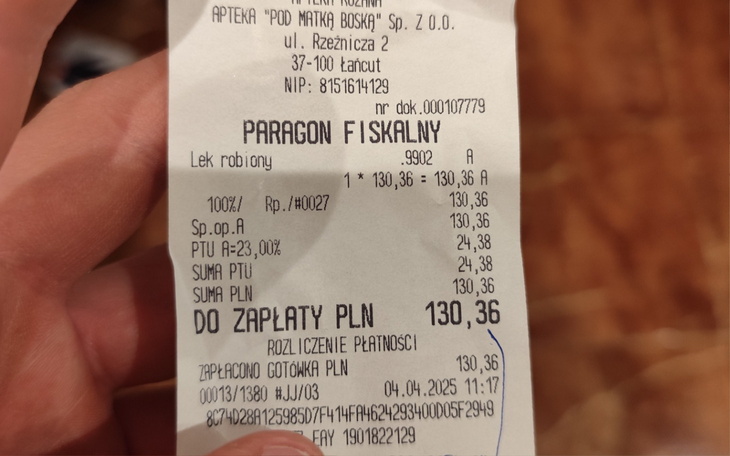 APTEKA RÓŻANA
APTEKA "POD MATKĄ BOSKĄ" Sp. Z O.O.
ul. Rzeźnicza 2
37-100 Łańcut
NIP: 8151614129
nr dok.000107779
PARAGON FISKALNY
Lek robiony .9902 A
1 * 130,36 = 130,36 A
100%/ Rp./#0027 130,36
Sp.op.A 130,36
PTU A=23,00% 24,38
SUMA PTU 24,38
SUMA PLN 130,36
DO ZAPŁATY PLN 130,36
ROZLICZENIE PŁATNOŚCI
ZAPŁACONO GOTÓWKA PLN 130,36
00013/1380 #JJ/03 04.04.2025 11:17
8C74D28A125985D7F414FA4624293400D05F2949
EAY 1901822129